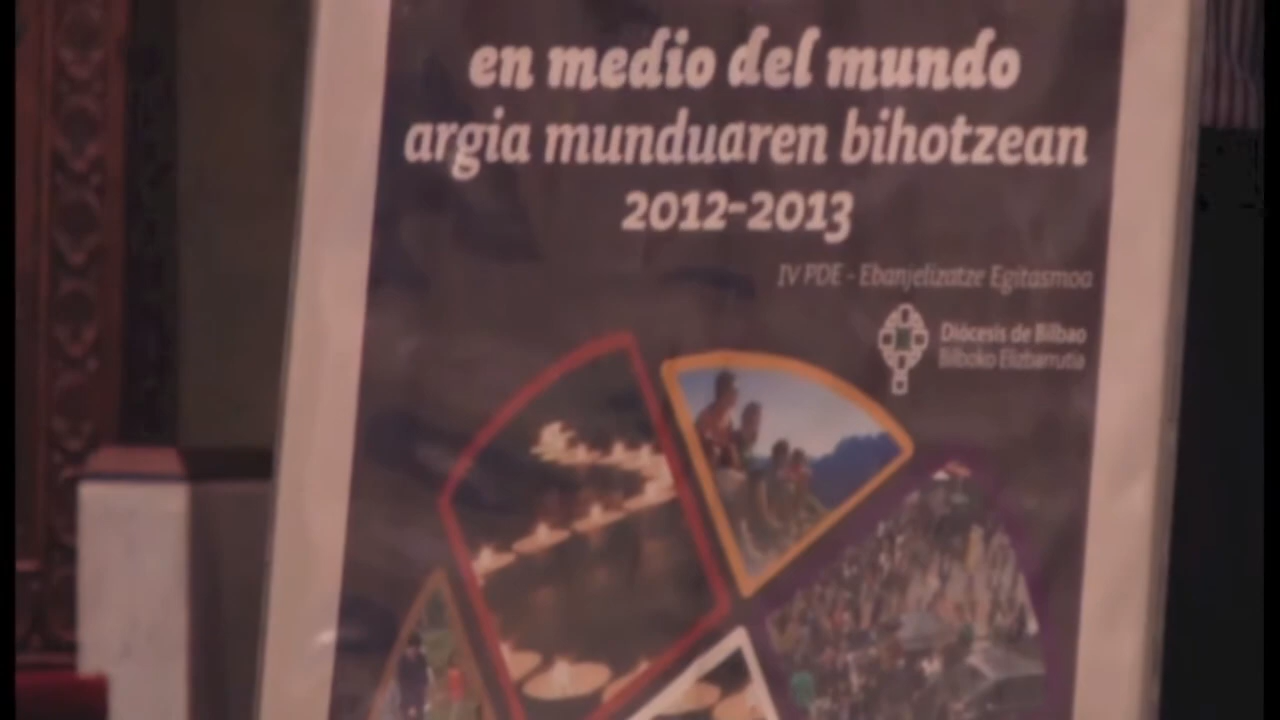 en medio del mundo
argia munduaren bihotzean
2012-2013
IV PDE - Ebanjelizatze Egitasmoa
Diócesis de Bilbao
Bilboko Elizbarrutia